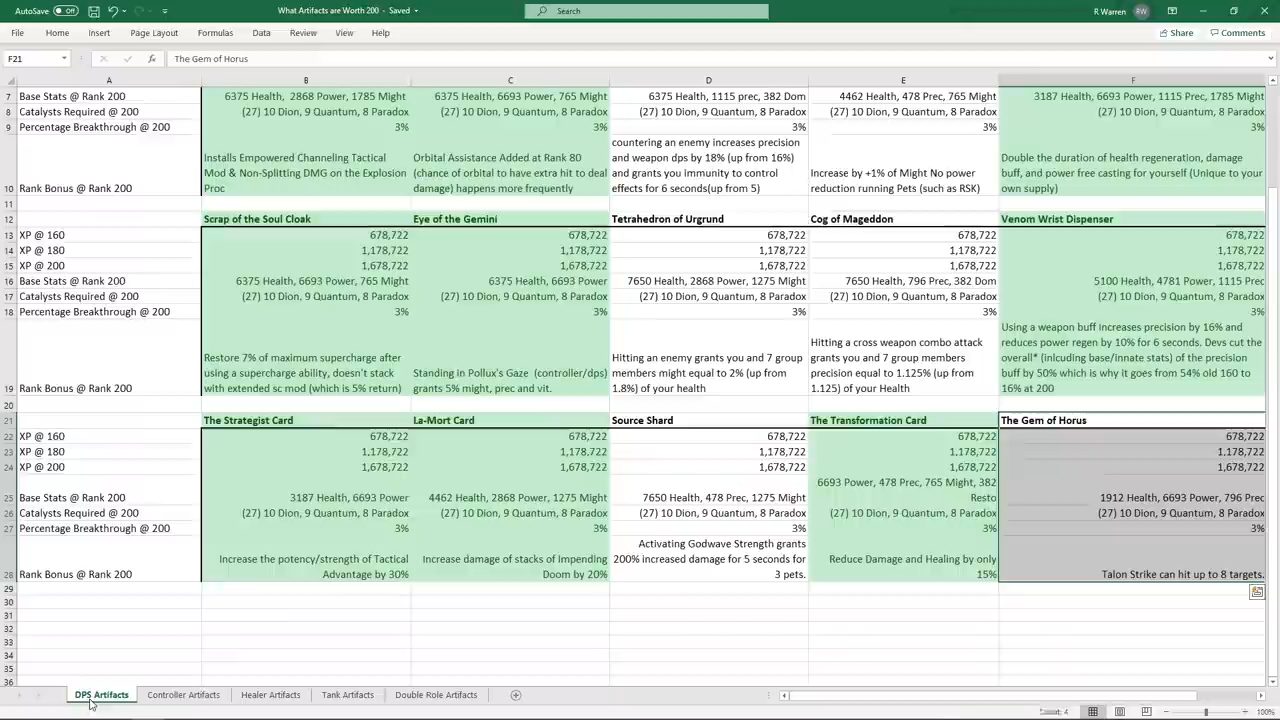 AutoSave Off
What Artifacts are Worth 200 - Saved
Search
R Warren RW
File Home Insert Page Layout Formulas Data Review View Help Share Comments
F21 fx The Gem of Horus
A B C D E F
7 Base Stats @ Rank 200 6375 Health, 2868 Power, 1785 Might 6375 Health, 6693 Power, 765 Might 6375 Health, 1115 prec, 382 Dom 4462 Health, 478 Prec, 765 Might 3187 Health, 6693 Power, 1115 Prec, 1785 Might
8 Catalysts Required @ 200 (27) 10 Dion, 9 Quantum, 8 Paradox (27) 10 Dion, 9 Quantum, 8 Paradox (27) 10 Dion, 9 Quantum, 8 Paradox (27) 10 Dion, 9 Quantum, 8 Paradox (27) 10 Dion, 9 Quantum, 8 Paradox
9 Percentage Breakthrough @ 200 3% 3% 3% 3% 3%
10 Rank Bonus @ Rank 200
Installs Empowered Channeling Tactical
Mod & Non-Splitting DMG on the Explosion
Proc
Orbital Assistance Added at Rank 80
(chance of orbital to have extra hit to deal
damage) happens more frequently
countering an enemy increases precision
and weapon dps by 18% (up from 16%)
and grants you immunity to control
effects for 6 seconds(up from 5)
Increase by +1% of Might No power
reduction running Pets (such as RSK)
Double the duration of health regeneration, damage
buff, and power free casting for yourself (Unique to your
own supply)
11
12 Scrap of the Soul Cloak Eye of the Gemini Tetrahedron of Urgrund Cog of Mageddon Venom Wrist Dispenser
13 XP @ 160 678,722 678,722 678,722 678,722 678,722
14 XP @ 180 1,178,722 1,178,722 1,178,722 1,178,722 1,178,722
15 XP @ 200 1,678,722 1,678,722 1,678,722 1,678,722 1,678,722
16 Base Stats @ Rank 200 6375 Health, 6693 Power, 765 Might 6375 Health, 6693 Power 7650 Health, 2868 Power, 1275 Might 7650 Health, 796 Prec, 382 Dom 5100 Health, 4781 Power, 1115 Prec
17 Catalysts Required @ 200 (27) 10 Dion, 9 Quantum, 8 Paradox (27) 10 Dion, 9 Quantum, 8 Paradox (27) 10 Dion, 9 Quantum, 8 Paradox (27) 10 Dion, 9 Quantum, 8 Paradox (27) 10 Dion, 9 Quantum, 8 Paradox
18 Percentage Breakthrough @ 200 3% 3% 3% 3% 3%
19 Rank Bonus @ Rank 200
Restore 7% of maximum supercharge after
using a supercharge ability, doesn't stack
with extended sc mod (which is 5% return)
Standing in Pollux's Gaze (controller/dps)
grants 5% might, prec and vit.
Hitting an enemy grants you and 7 group
members might equal to 2% (up from
1.8%) of your health
Hitting a cross weapon combo attack
grants you and 7 group members
precision equal to 1.125% (up from
1.125) of your Health
Using a weapon buff increases precision by 16% and
reduces power regen by 10% for 6 seconds. Devs cut the
overall* (inlcuding base/innate stats) of the precision
buff by 50% which is why it goes from 54% old 160 to
16% at 200
20
21 The Strategist Card La-Mort Card Source Shard The Transformation Card The Gem of Horus
22 XP @ 160 678,722 678,722 678,722 678,722 678,722
23 XP @ 180 1,178,722 1,178,722 1,178,722 1,178,722 1,178,722
24 XP @ 200 1,678,722 1,678,722 1,678,722 1,678,722 1,678,722
25 Base Stats @ Rank 200 3187 Health, 6693 Power 4462 Health, 2868 Power, 1275 Might 7650 Health, 478 Prec, 1275 Might
6693 Power, 478 Prec, 765 Might, 382
Resto
1912 Health, 6693 Power, 796 Prec
26 Catalysts Required @ 200 (27) 10 Dion, 9 Quantum, 8 Paradox (27) 10 Dion, 9 Quantum, 8 Paradox (27) 10 Dion, 9 Quantum, 8 Paradox (27) 10 Dion, 9 Quantum, 8 Paradox (27) 10 Dion, 9 Quantum, 8 Paradox
27 Percentage Breakthrough @ 200 3% 3% 3% 3% 3%
28 Rank Bonus @ Rank 200
Increase the potency/strength of Tactical
Advantage by 30%
Increase damage of stacks of Impending
Doom by 20%
Activating Godwave Strength grants
200% increased damage for 5 seconds for
3 pets.
Reduce Damage and Healing by only
15%
Talon Strike can hit up to 8 targets.
29
30
31
32
33
34
35
36
DPS Artifacts Controller Artifacts Healer Artifacts Tank Artifacts Double Role Artifacts
100%